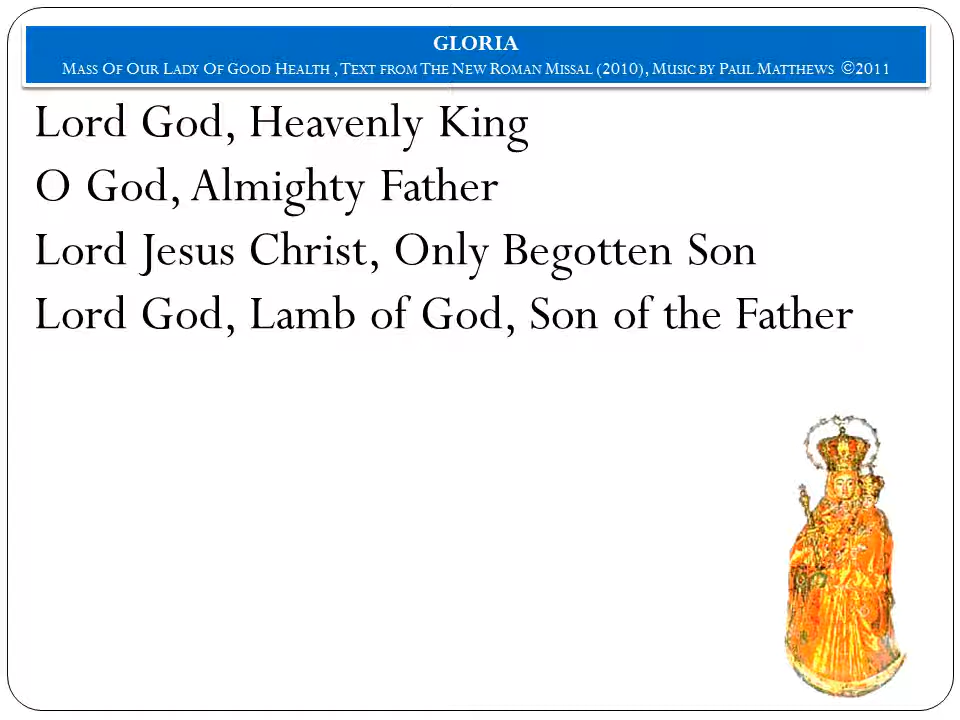 GLORIA
Mass Of Our Lady Of Good Health , Text from The New Roman Missal (2010), Music by Paul Matthews ©2011
Lord God, Heavenly King
O God, Almighty Father
Lord Jesus Christ, Only Begotten Son
Lord God, Lamb of God, Son of the Father